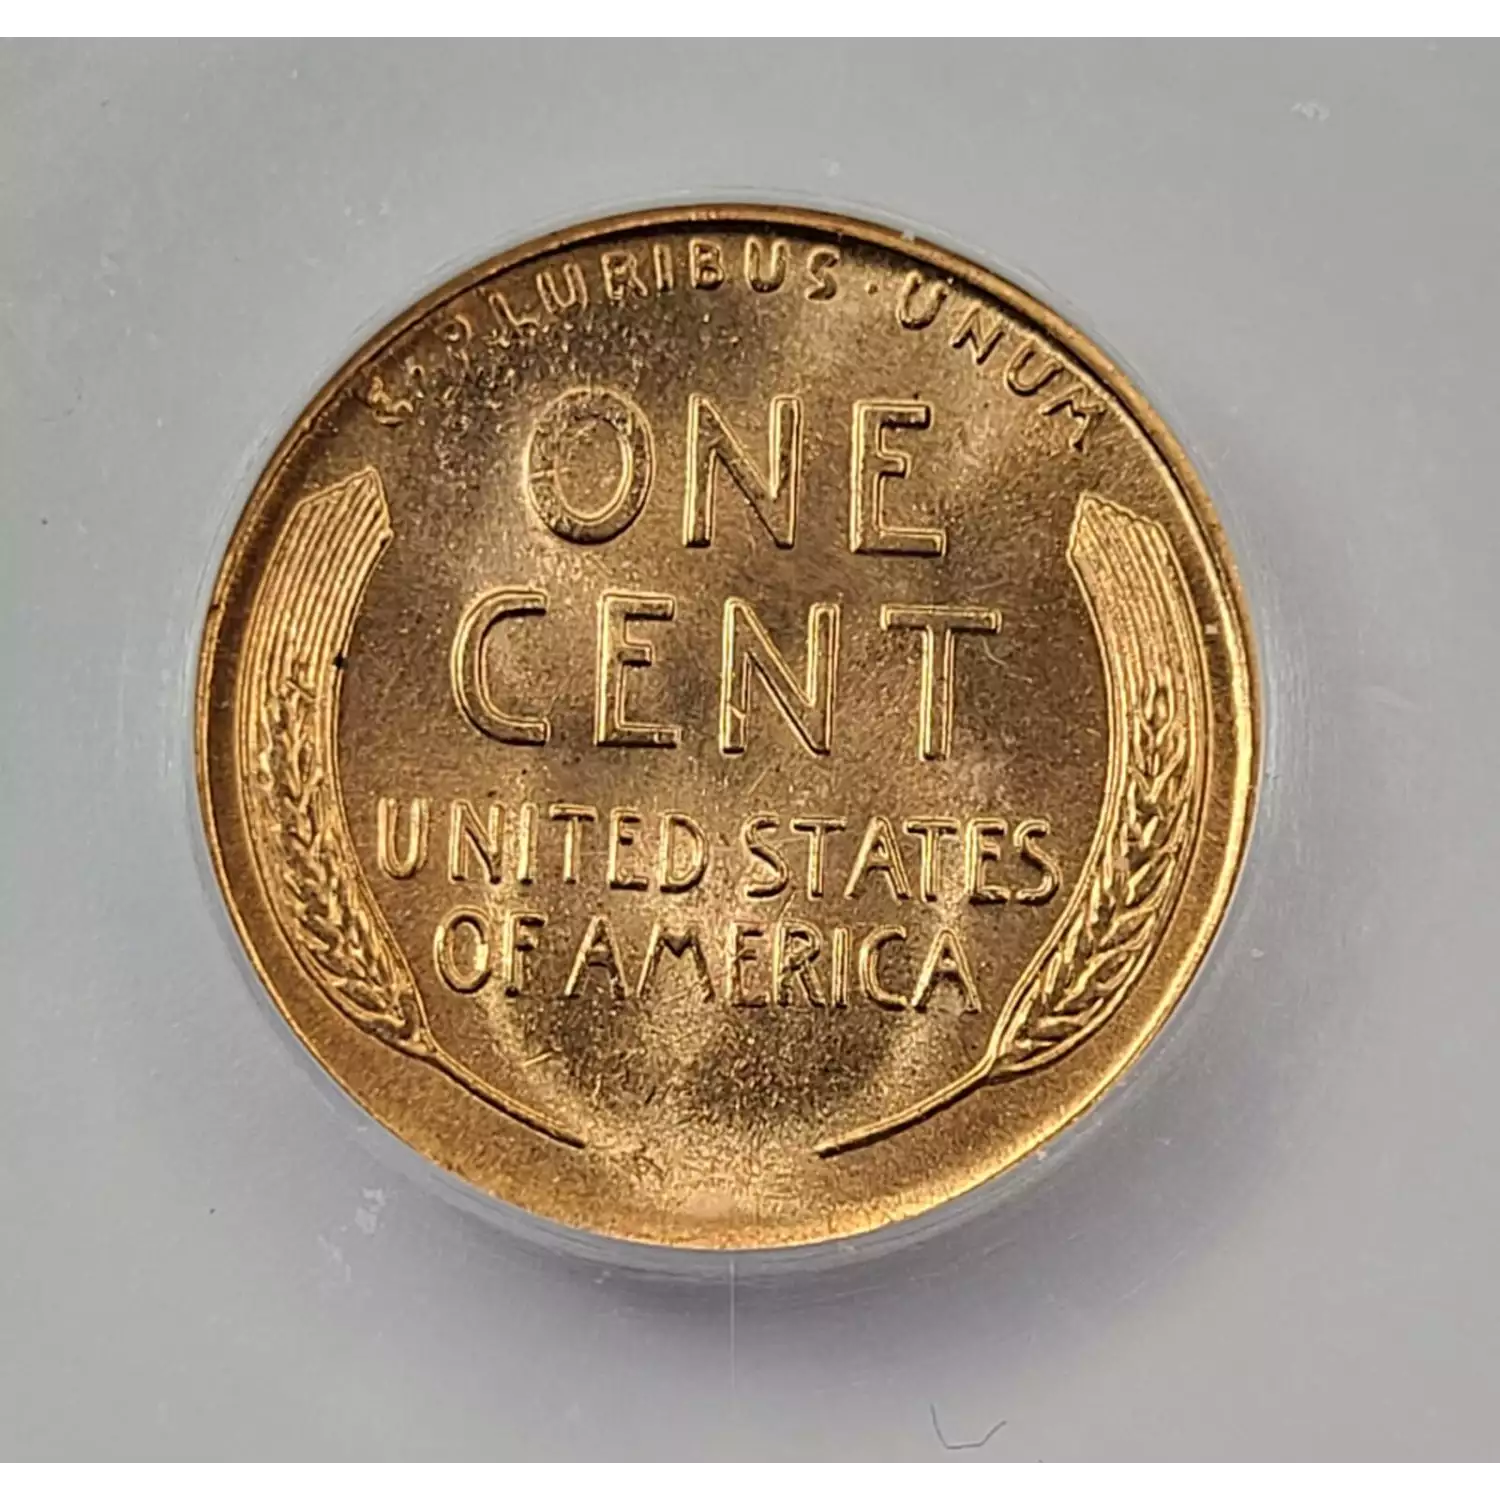 E · PLURIBUS · UNUM
ONE
CENT
UNITED STATES
OF AMERICA